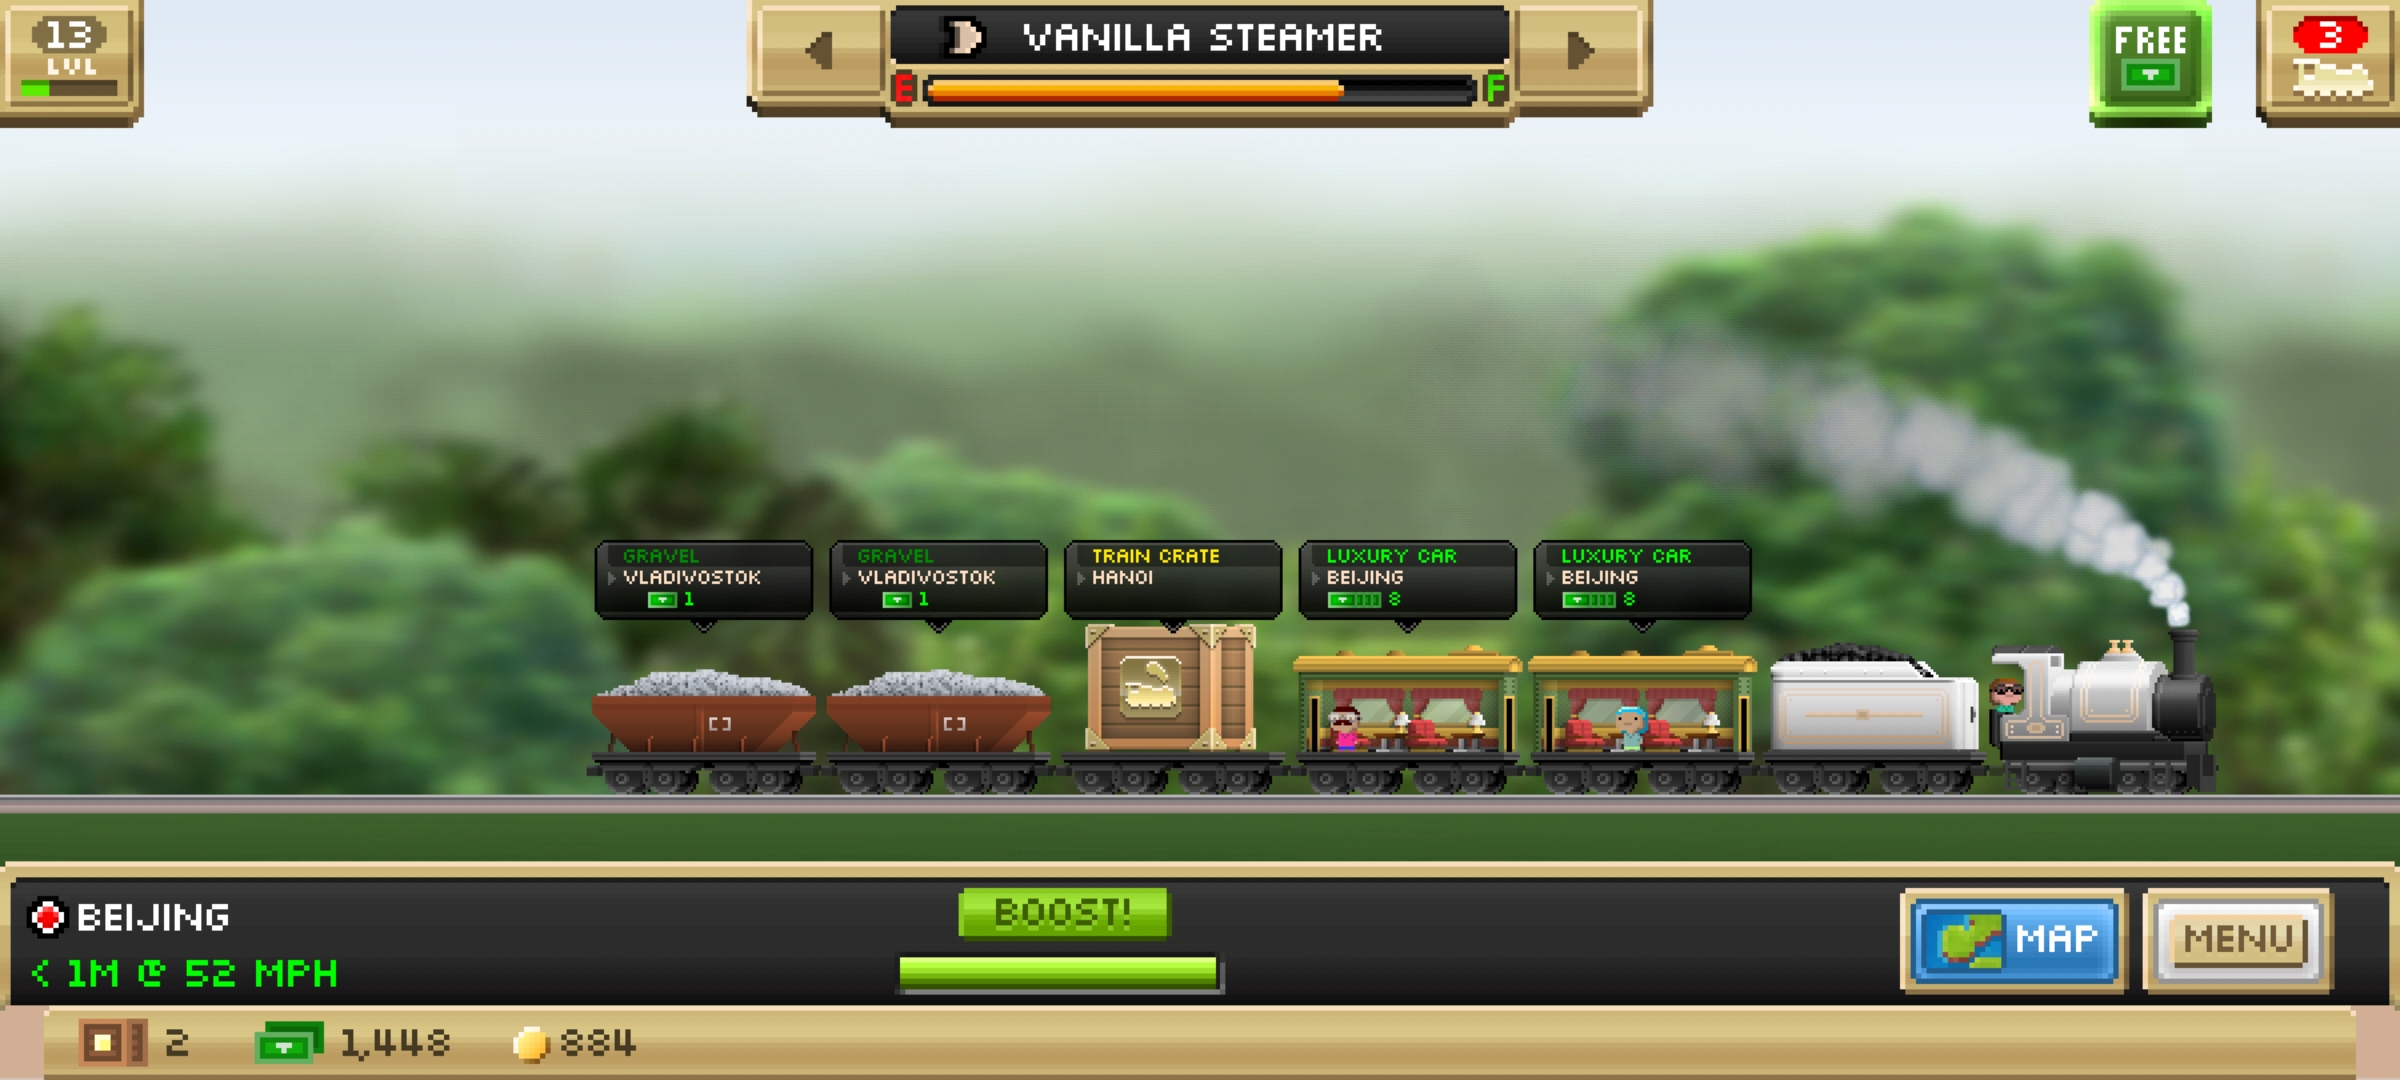 13
LVL
VANILLA STEAMER
E F
FREE
3
GRAVEL
VLADIVOSTOK
1
GRAVEL
VLADIVOSTOK
1
TRAIN CRATE
HANOI
LUXURY CAR
BEIJING
8
LUXURY CAR
BEIJING
8
BEIJING
< 1M @ 52 MPH
BOOST!
MAP
MENU
2
1,448
884